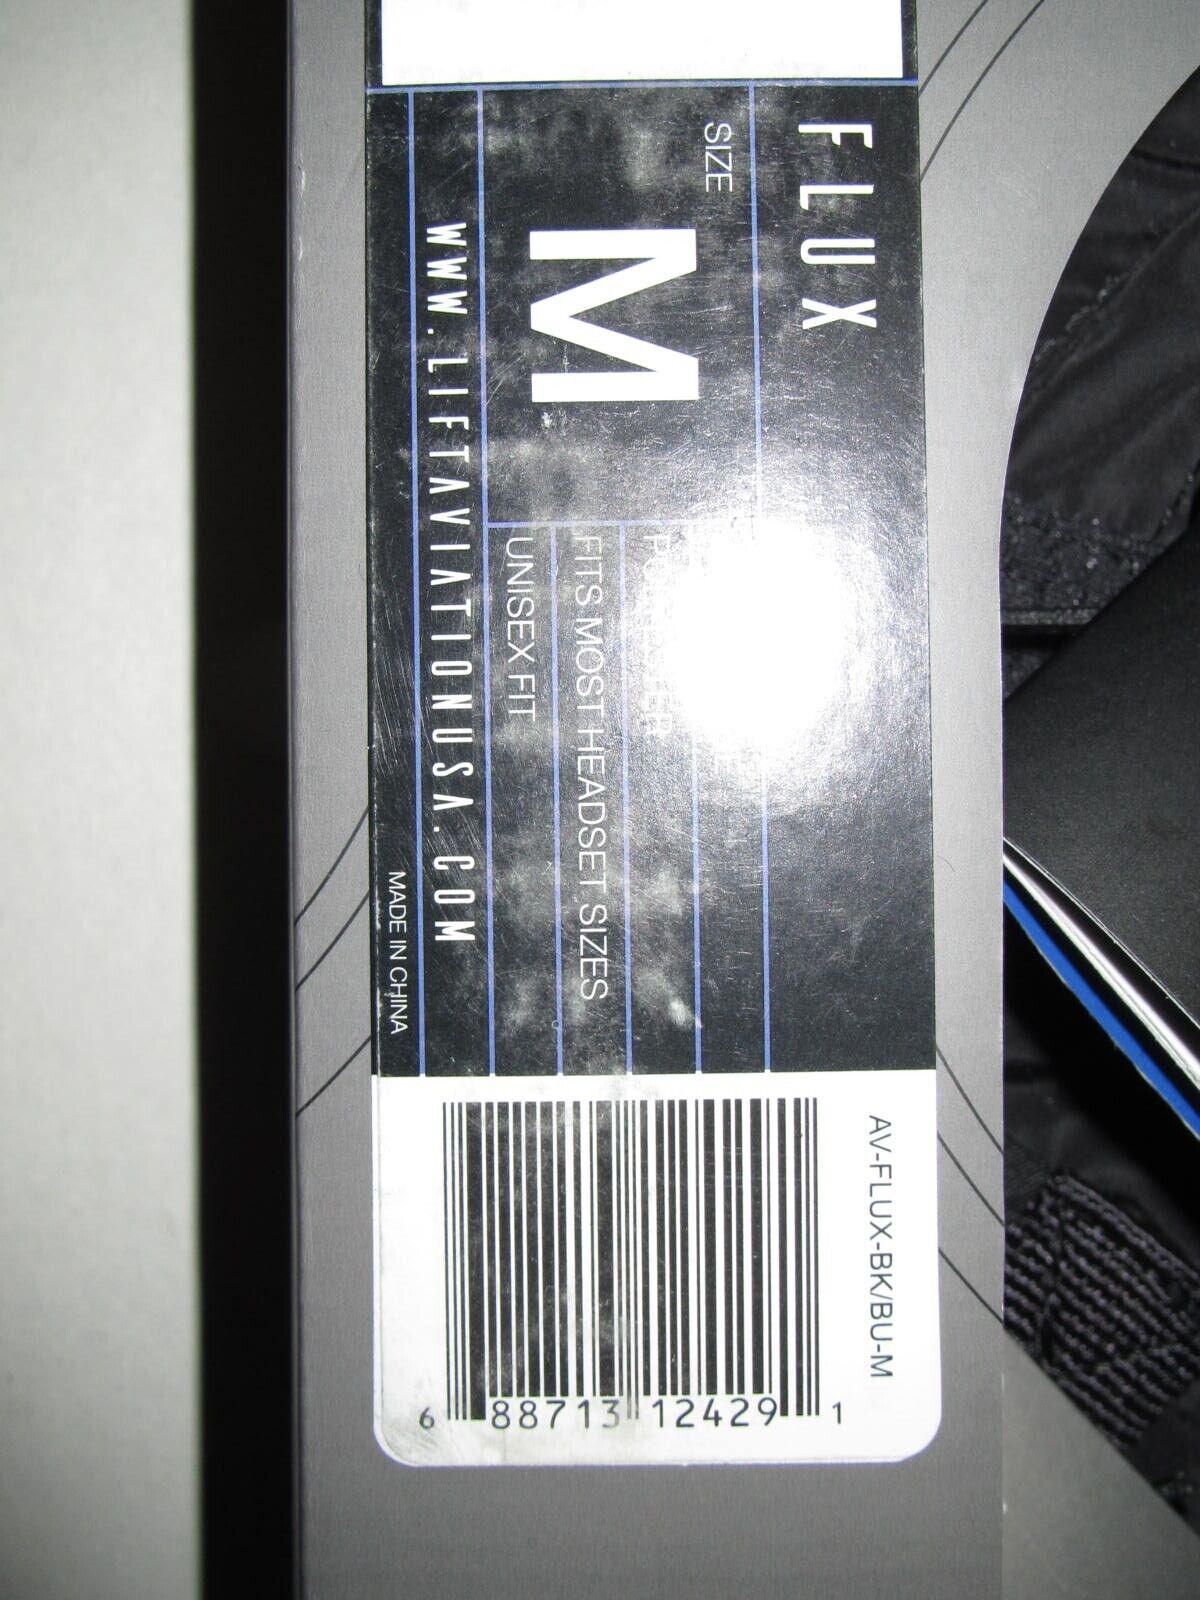 FLUX
SIZE
M
FITS MOST HEADSET SIZES
UNISEX FIT
WWW.LIFTAVIATIONUSA.COM
MADE IN CHINA
AV-FLUX-BK/BU-M
6 88713 12429 1